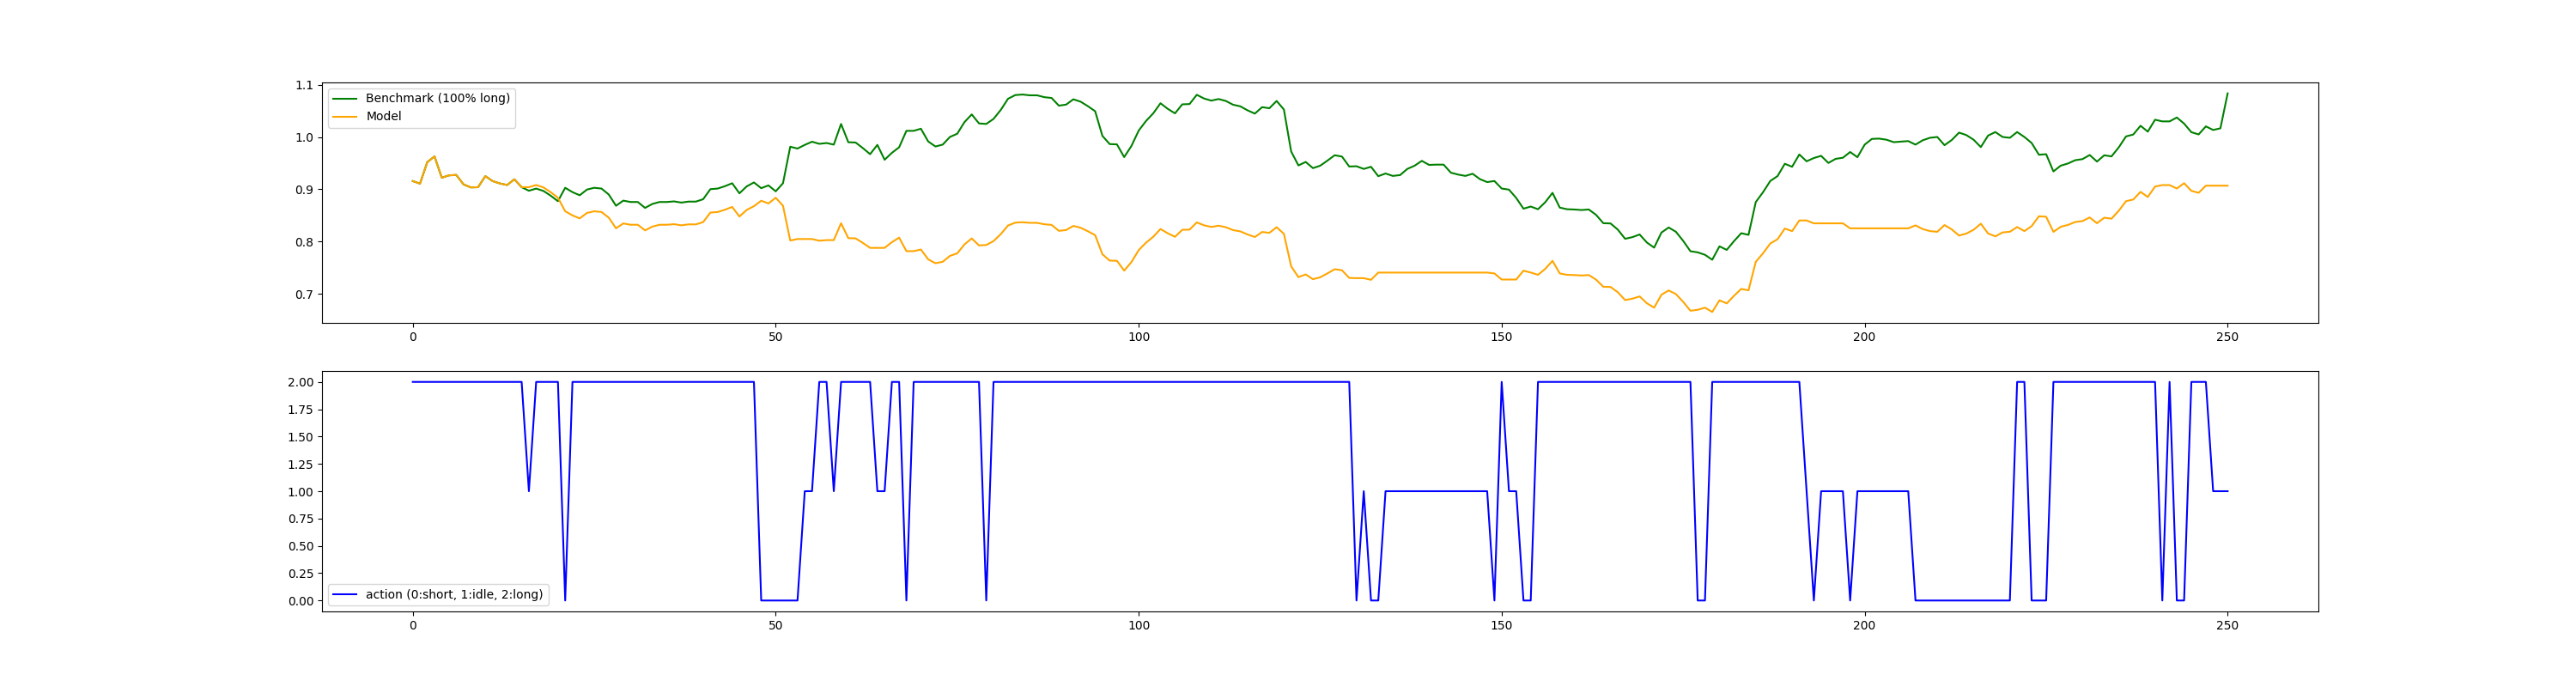 1.1
Benchmark (100% long)
Model
1.0
0.9
0.8
0.7
0 50 100 150 200 250
2.00
1.75
1.50
1.25
1.00
0.75
0.50
0.25
0.00
action (0:short, 1:idle, 2:long)
0 50 100 150 200 250